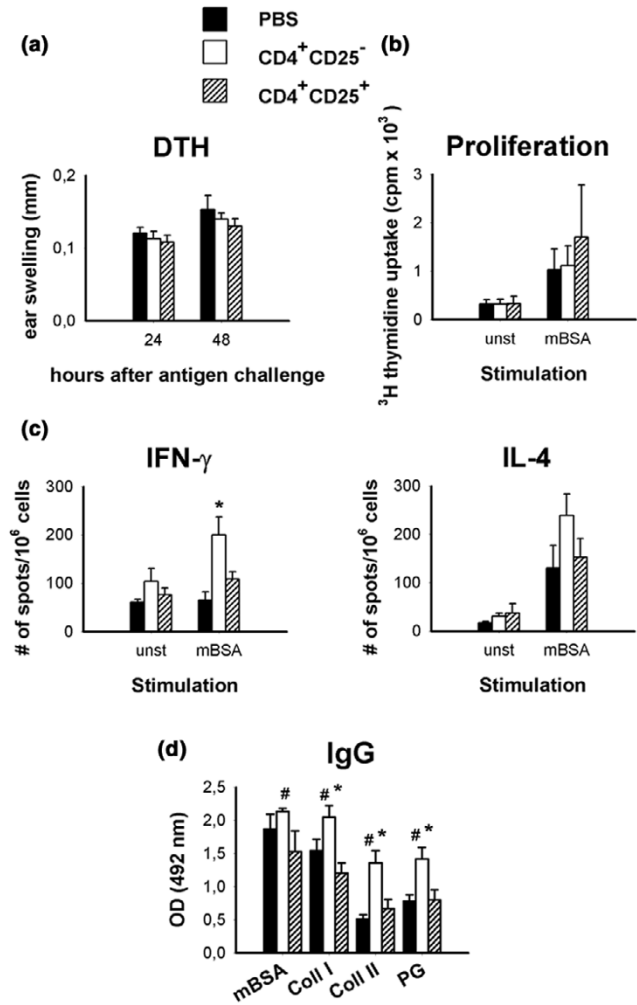 PBS
CD4⁺CD25⁻
CD4⁺CD25⁺
(a)
DTH
ear swelling (mm)
0,2
0,1
0,0
24 48
hours after antigen challenge
(b)
Proliferation
³H thymidine uptake (cpm x 10³)
3
2
1
0
unst mBSA
Stimulation
(c)
IFN-γ
# of spots/10⁶ cells
300
200
100
0
*
unst mBSA
Stimulation
IL-4
# of spots/10⁶ cells
300
200
100
0
unst mBSA
Stimulation
(d)
IgG
OD (492 nm)
2,5
2,0
1,5
1,0
0,5
0,0
# # * # * # *
mBSA Coll I Coll II PG